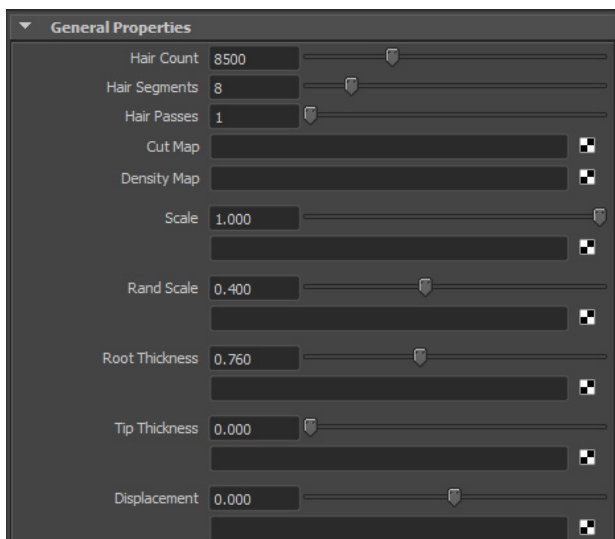 General Properties
Hair Count 8500
Hair Segments 8
Hair Passes 1
Cut Map
Density Map
Scale 1.000
Rand Scale 0.400
Root Thickness 0.760
Tip Thickness 0.000
Displacement 0.000